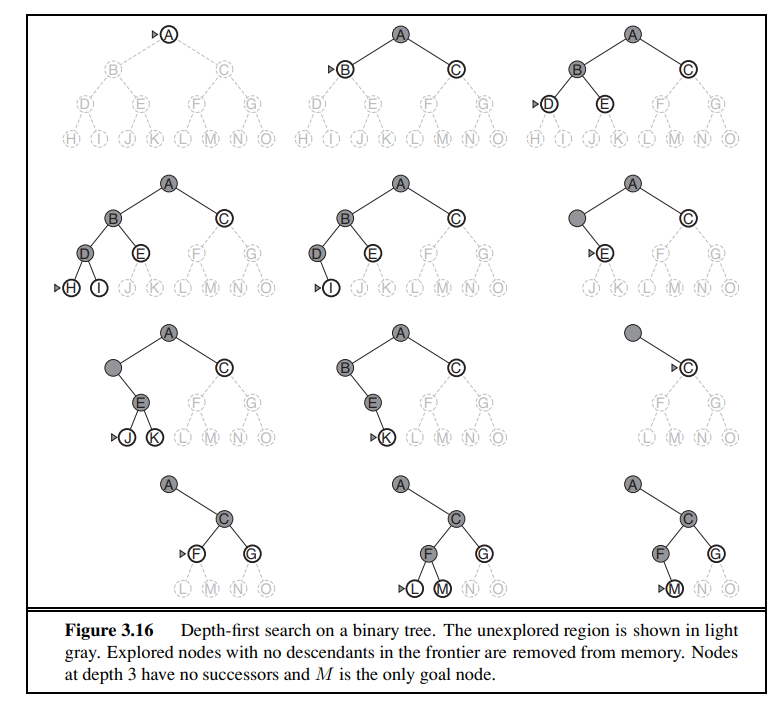 A A A
B C B C B C
D E F G D E F G D E F G
H I J K L M N O H I J K L M N O H I J K L M N O
A A A
B C B C C
D E F G D E F G E F G
H I J K L M N O I J K L M N O J K L M N O
A A
C B C C
E F G E F G F G
J K L M N O K L M N O L M N O
A A A
C C C
F G F G F G
L M N O L M N O M N O
Figure 3.16 Depth-first search on a binary tree. The unexplored region is shown in light
gray. Explored nodes with no descendants in the frontier are removed from memory. Nodes
at depth 3 have no successors and M is the only goal node.